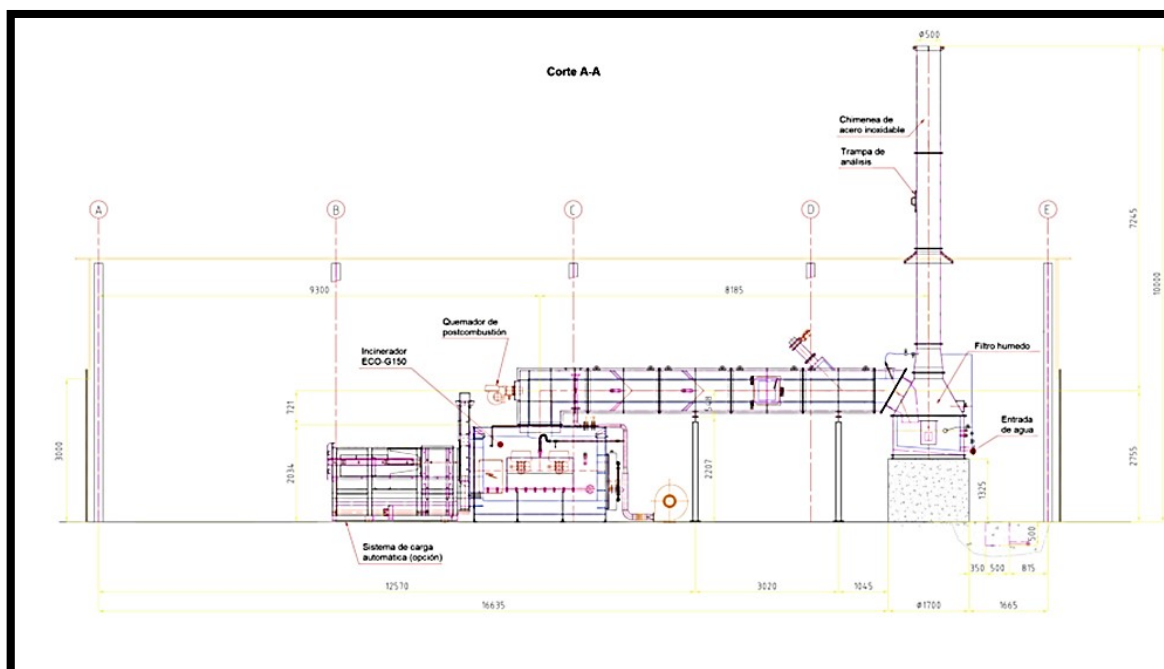 ø500
Corte A-A
Chimenea de
acero inoxidable
Trampa de
análisis
A
B
C
D
E
7245
10000
9300
8185
Quemador de
postcombustión
Incinerador
ECO-G150
Filtro humedo
721
548
Entrada
de agua
3000
2034
2207
2755
1325
Sistema de carga
automática (opción)
500
350
500
815
12570
3020
1045
16635
ø1700
1665